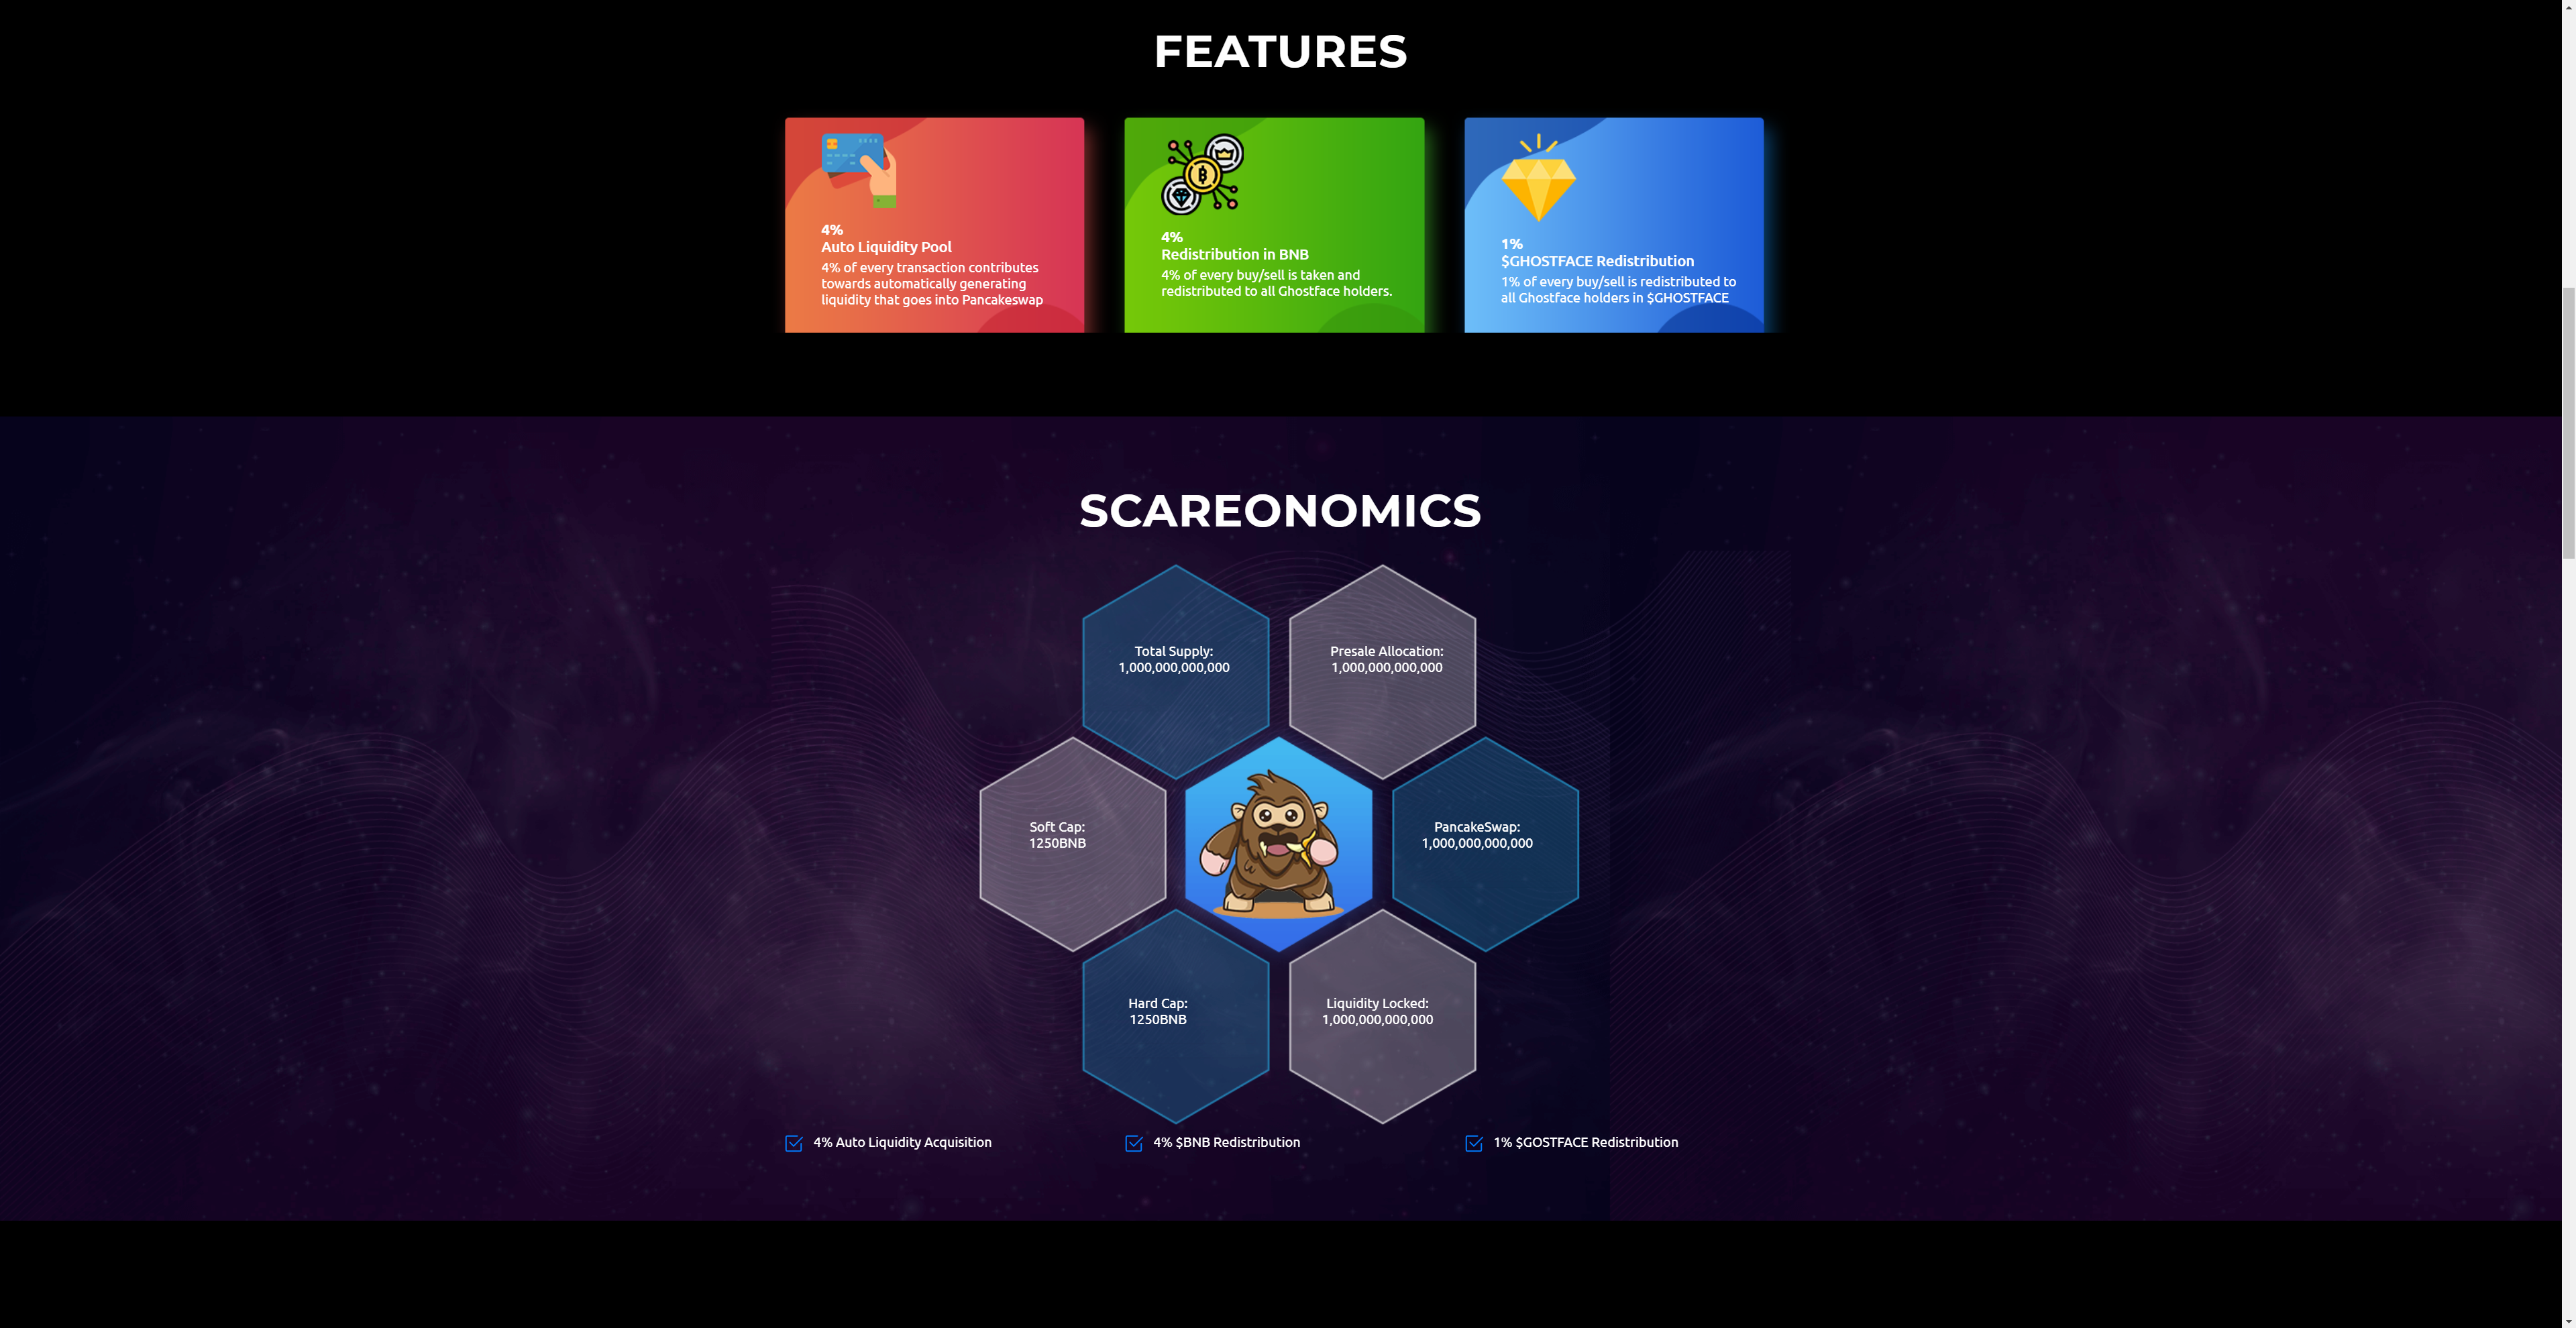 FEATURES
4%
Auto Liquidity Pool
4% of every transaction contributes
towards automatically generating
liquidity that goes into Pancakeswap
4%
Redistribution in BNB
4% of every buy/sell is taken and
redistributed to all Ghostface holders.
1%
$GHOSTFACE Redistribution
1% of every buy/sell is redistributed to
all Ghostface holders in $GHOSTFACE
SCAREONOMICS
Total Supply:
1,000,000,000,000
Presale Allocation:
1,000,000,000,000
Soft Cap:
1250BNB
PancakeSwap:
1,000,000,000,000
Hard Cap:
1250BNB
Liquidity Locked:
1,000,000,000,000
4% Auto Liquidity Acquisition
4% $BNB Redistribution
1% $GOSTFACE Redistribution